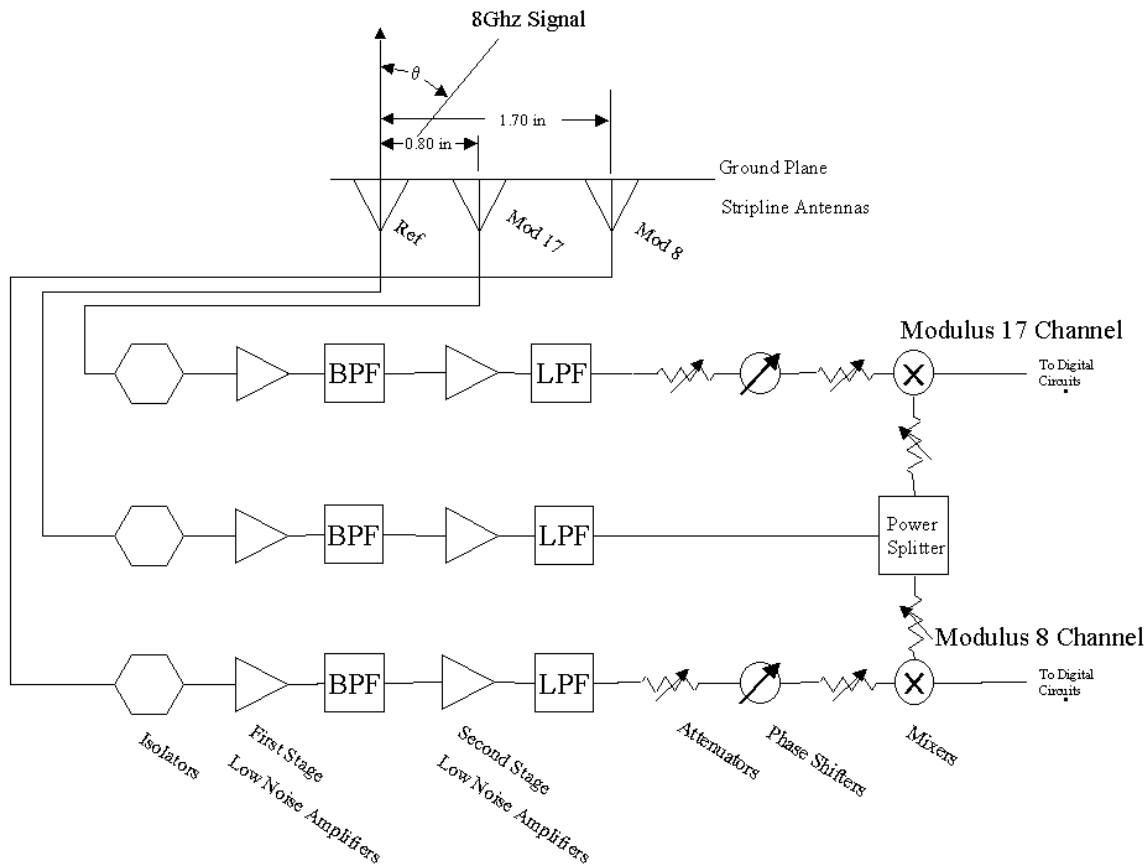 8Ghz Signal
θ
1.70 in
0.80 in
Ground Plane
Stripline Antennas
Ref
Mod 17
Mod 8
Modulus 17 Channel
BPF
LPF
X
To Digital
Circuits
BPF
LPF
Power
Splitter
Modulus 8 Channel
BPF
LPF
X
To Digital
Circuits
Isolators
First Stage
Low Noise Amplifiers
Second Stage
Low Noise Amplifiers
Attenuators
Phase Shifters
Mixers